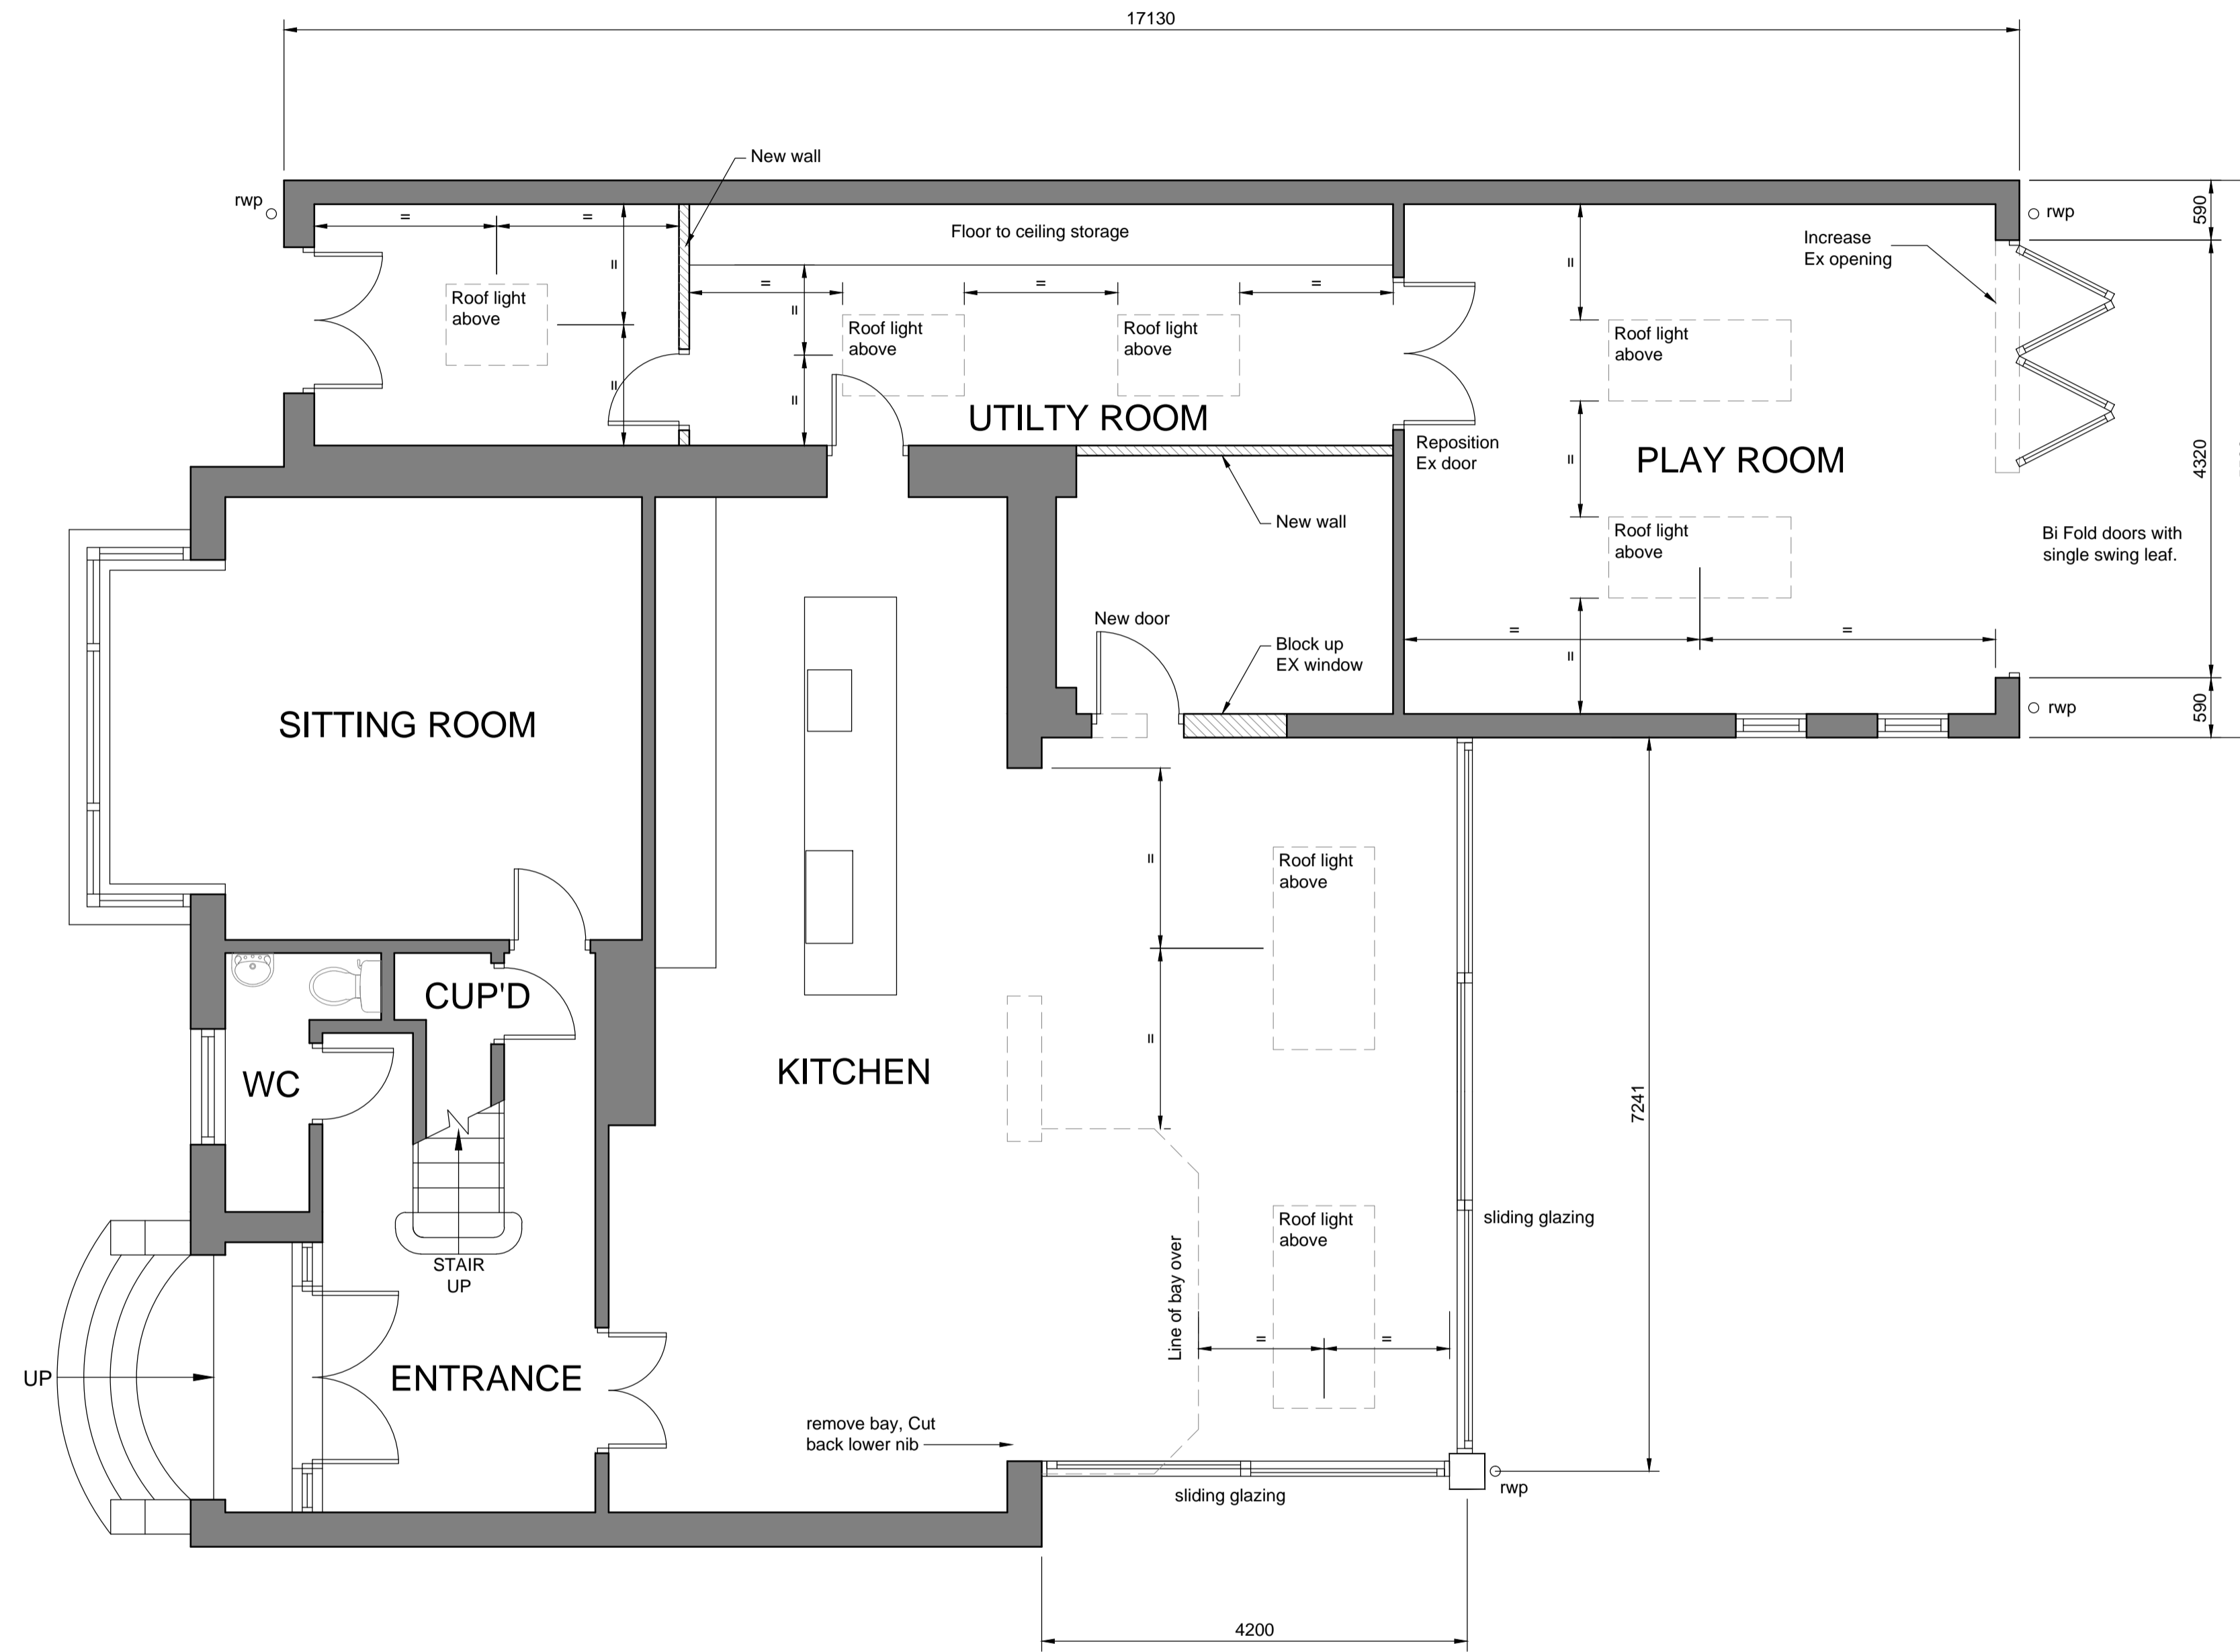 17130
New wall
rwp
rwp
590
=
=
Floor to ceiling storage
Increase
Ex opening
=
=
=
=
=
=
Roof light
above
Roof light
above
Roof light
above
Roof light
above
=
=
UTILTY ROOM
Reposition
Ex door
PLAY ROOM
=
4320
New wall
Roof light
above
Bi Fold doors with
single swing leaf.
New door
Block up
EX window
=
=
=
SITTING ROOM
rwp
590
=
Roof light
above
CUP'D
=
WC
KITCHEN
7241
Roof light
above
sliding glazing
Line of bay over
STAIR
UP
=
=
UP
ENTRANCE
remove bay, Cut
back lower nib
sliding glazing
rwp
4200